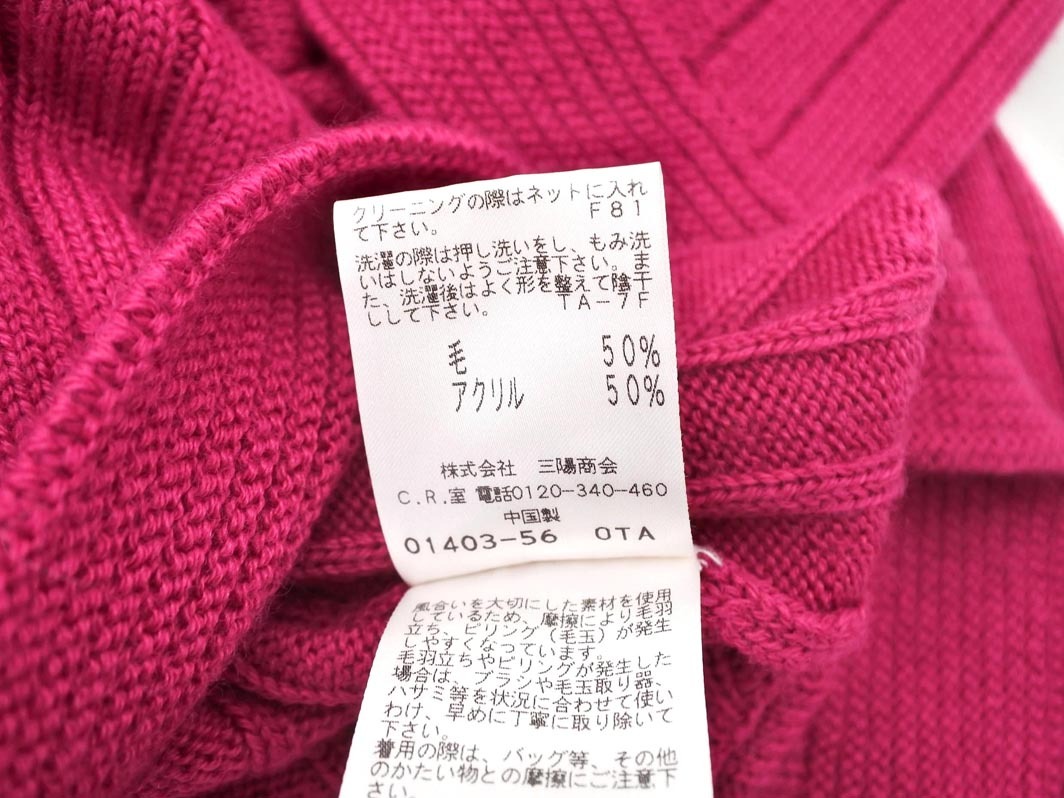 クリーニングの際はネットに入れ
て下さい。 F81
洗濯の際は押し洗いをし、もみ洗
いはしないようご注意下さい。ま
た、洗濯後はよく形を整えて陰干
しして下さい。 TA-7F
毛 50%
アクリル 50%
株式会社 三陽商会
C.R.室 電話0120-340-460
中国製
01403-56 OTA
風合いを大切にした素材を使用
しているため、摩擦により毛羽
立ち、ピリング(毛玉)が発生
しやすくなっています。
毛羽立ちやピリングが発生した
場合は、ブラシや毛玉取り器、
ハサミ等を状況に合わせて使い
わけ、早めに丁寧に取り除いて
下さい。
着用の際は、バッグ等、その他
のかたい物との摩擦にご注意下
さい。